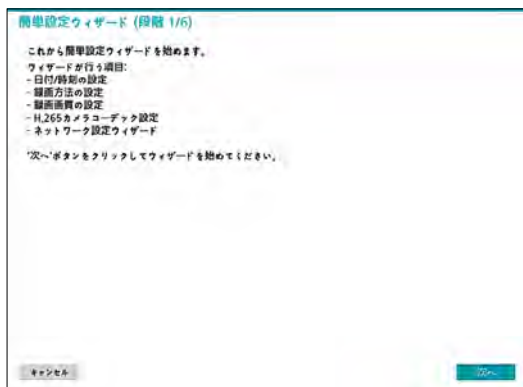 簡単設定ウィザード (段階 1/6)
これから簡単設定ウィザードを始めます。
ウィザードが行う項目:
- 日付/時刻の設定
- 録画方法の設定
- 録画画質の設定
- H.265カメラコーデック設定
- ネットワーク設定ウィザード
'次へ'ボタンをクリックしてウィザードを始めてください。
キャンセル
次へ